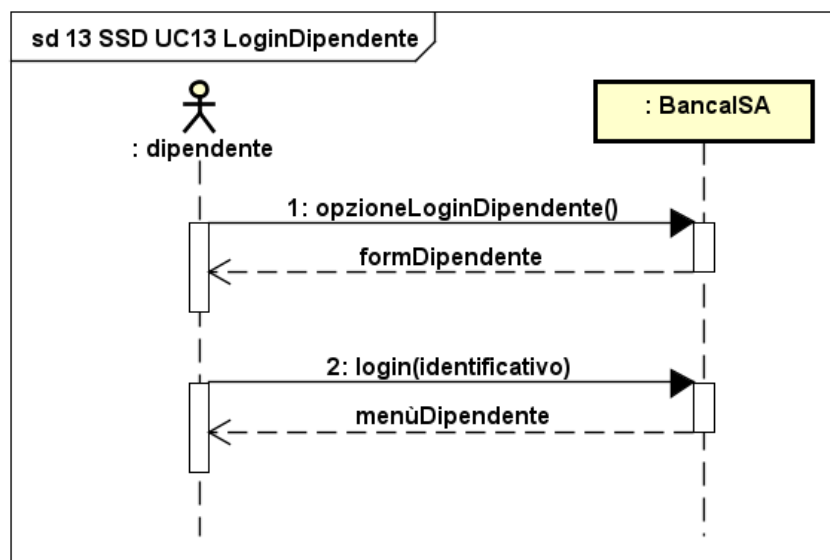 sd 13 SSD UC13 LoginDipendente
: dipendente
: BancaISA
1: opzioneLoginDipendente()
formDipendente
2: login(identificativo)
menùDipendente